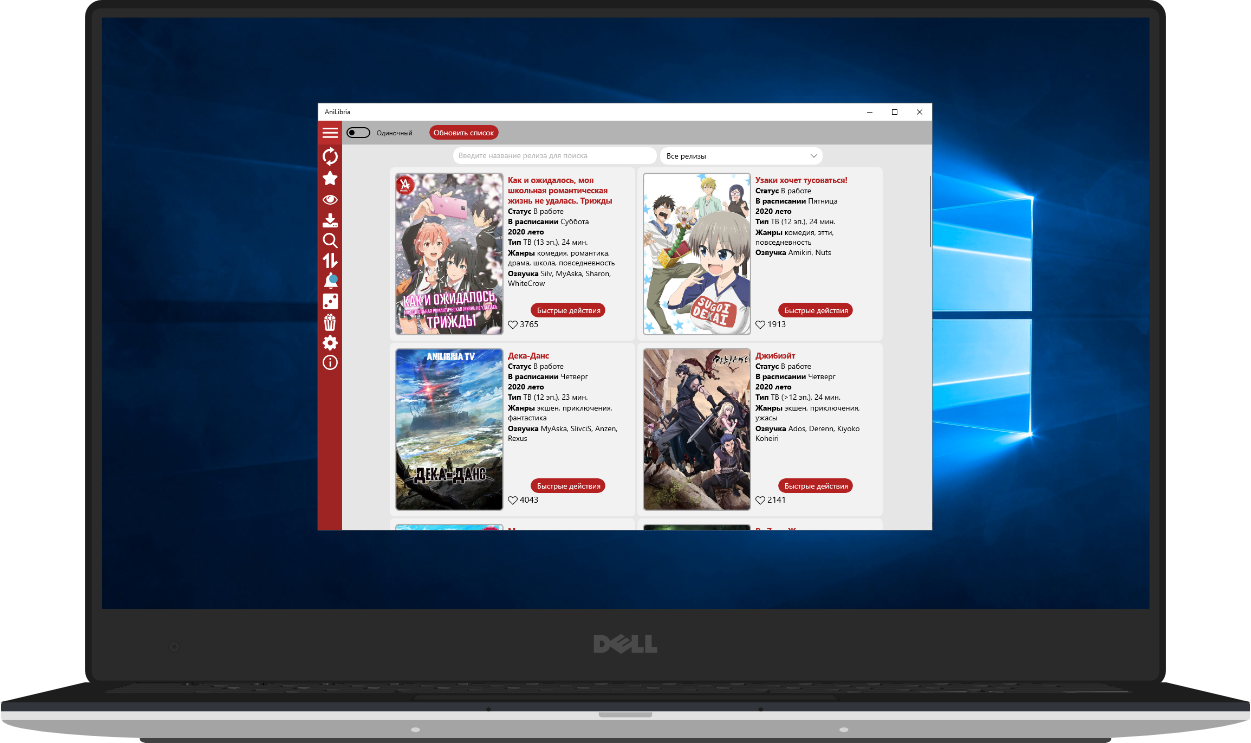 AniLibria
Одиночный
Обновить список
Введите название релиза для поиска
Все релизы
Как и ожидалось, моя
школьная романтическая
жизнь не удалась, Трижды
Статус В работе
В расписании Суббота
2020 лето
Тип ТВ (13 эп.), 24 мин.
Жанры комедия, романтика,
драма, школа, повседневность
Озвучка Silv, MyAska, Sharon,
WhiteCrow
Быстрые действия
3765
КАК И ОЖИДАЛОСЬ,
ТРИЖДЫ
Узаки хочет тусоваться!
Статус В работе
В расписании Пятница
2020 лето
Тип ТВ (12 эп.), 24 мин.
Жанры комедия, этти,
повседневность
Озвучка Amikiri, Nuts
Быстрые действия
1913
SUGOI
DEKAI
ANILIBRIA TV
ДЕКА-ДАНС
Дека-Данс
Статус В работе
В расписании Четверг
2020 лето
Тип ТВ (12 эп.), 23 мин.
Жанры экшен, приключения,
фантастика
Озвучка MyAska, SlivciS, Anzen,
Rexus
Быстрые действия
4043
Джибиэйт
Статус В работе
В расписании Четверг
2020 лето
Тип ТВ (>12 эп.), 24 мин.
Жанры экшен, приключения,
ужасы
Озвучка Ados, Derenn, Kiyoko
Koheiri
Быстрые действия
2141
DELL